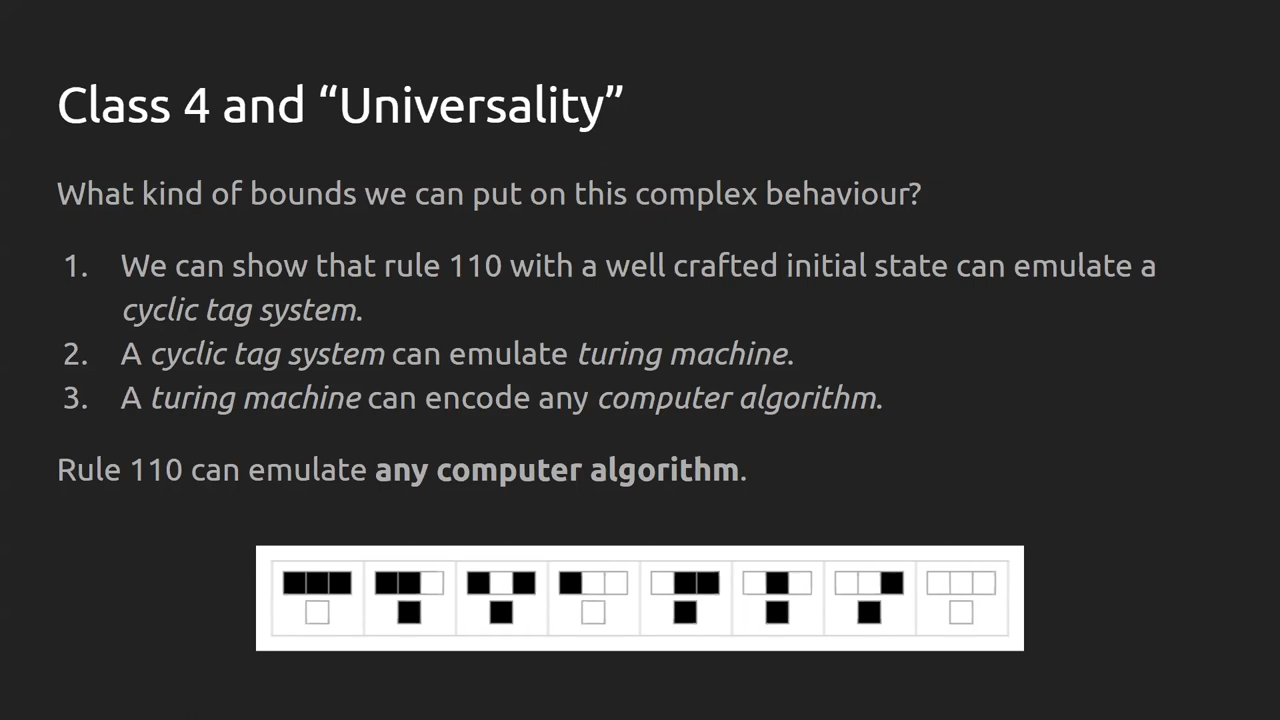 Class 4 and “Universality”
What kind of bounds we can put on this complex behaviour?
1. We can show that rule 110 with a well crafted initial state can emulate a
cyclic tag system.
2. A cyclic tag system can emulate turing machine.
3. A turing machine can encode any computer algorithm.
Rule 110 can emulate any computer algorithm.